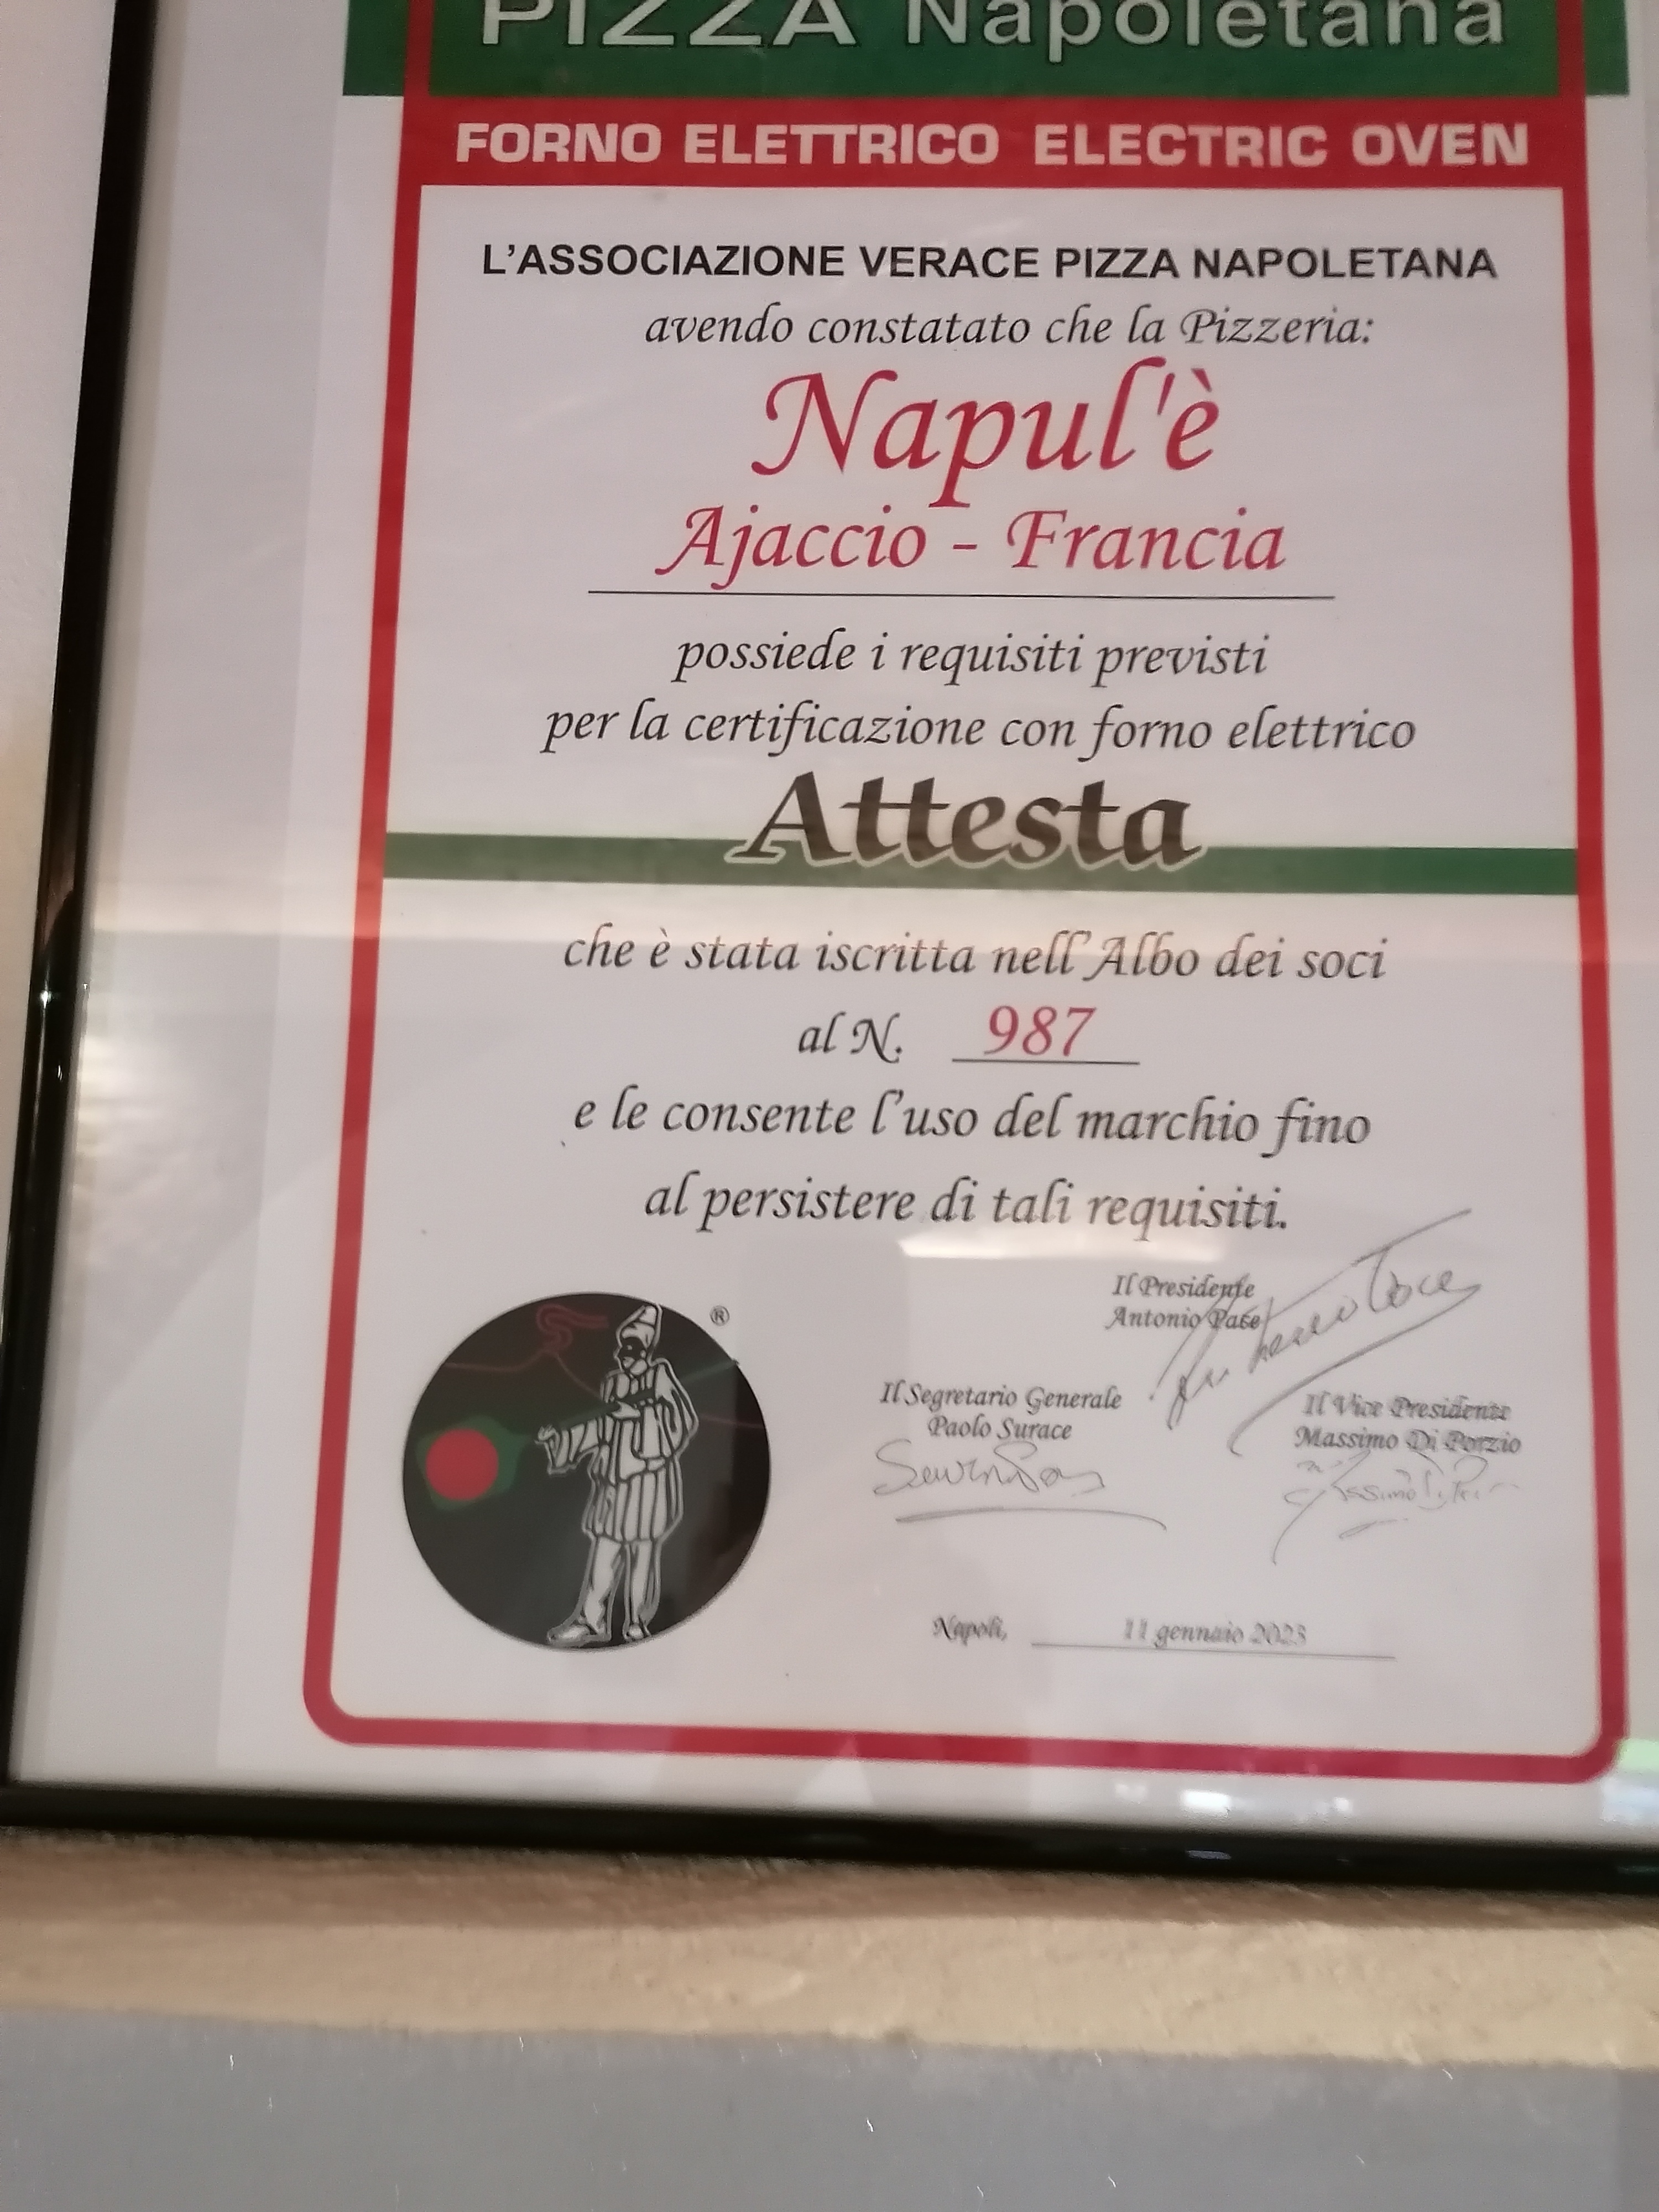 PIZZA Napoletana
FORNO ELETTRICO ELECTRIC OVEN
L'ASSOCIAZIONE VERACE PIZZA NAPOLETANA
avendo constatato che la Pizzeria:
Napul'è
Ajaccio - Francia
possiede i requisiti previsti
per la certificazione con forno elettrico
Attesta
che è stata iscritta nell'Albo dei soci
al N. 987
e le consente l'uso del marchio fino
al persistere di tali requisiti.
®
Il Presidente
Antonio Pace
Il Segretario Generale
Paolo Surace
Il Vice Presidente
Massimo Di Porzio
Napoli, 11 gennaio 2023